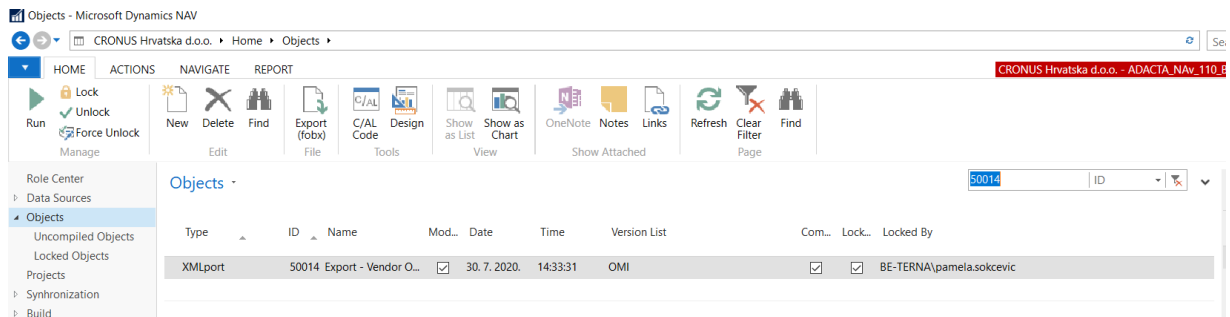 Objects - Microsoft Dynamics NAV
CRONUS Hrvatska d.o.o. Home Objects
Sea
HOME ACTIONS NAVIGATE REPORT
CRONUS Hrvatska d.o.o. - ADACTA_NAv_110_B
Run
Lock
Unlock
Force Unlock
Manage
New
Delete
Find
Edit
Export (fobx)
File
C/AL
C/AL Code
Design
Tools
Show as List
Show as Chart
View
OneNote
Notes
Links
Show Attached
Refresh
Clear Filter
Find
Page
Role Center
Data Sources
Objects
Uncompiled Objects
Locked Objects
Projects
Synhronization
Build
Objects
50014 ID
Type ID Name Mod... Date Time Version List Com... Lock... Locked By
XMLport 50014 Export - Vendor O... 30. 7. 2020. 14:33:31 OMI BE-TERNA\pamela.sokcevic